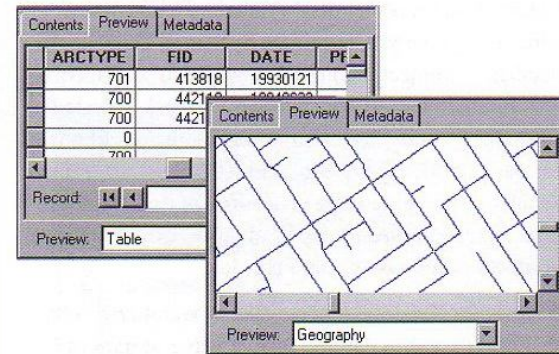 Contents Preview Metadata
ARCTYPE FID DATE
701 413818 19930121
700
700
0
Record:
Preview: Table
Contents Preview Metadata
Preview: Geography